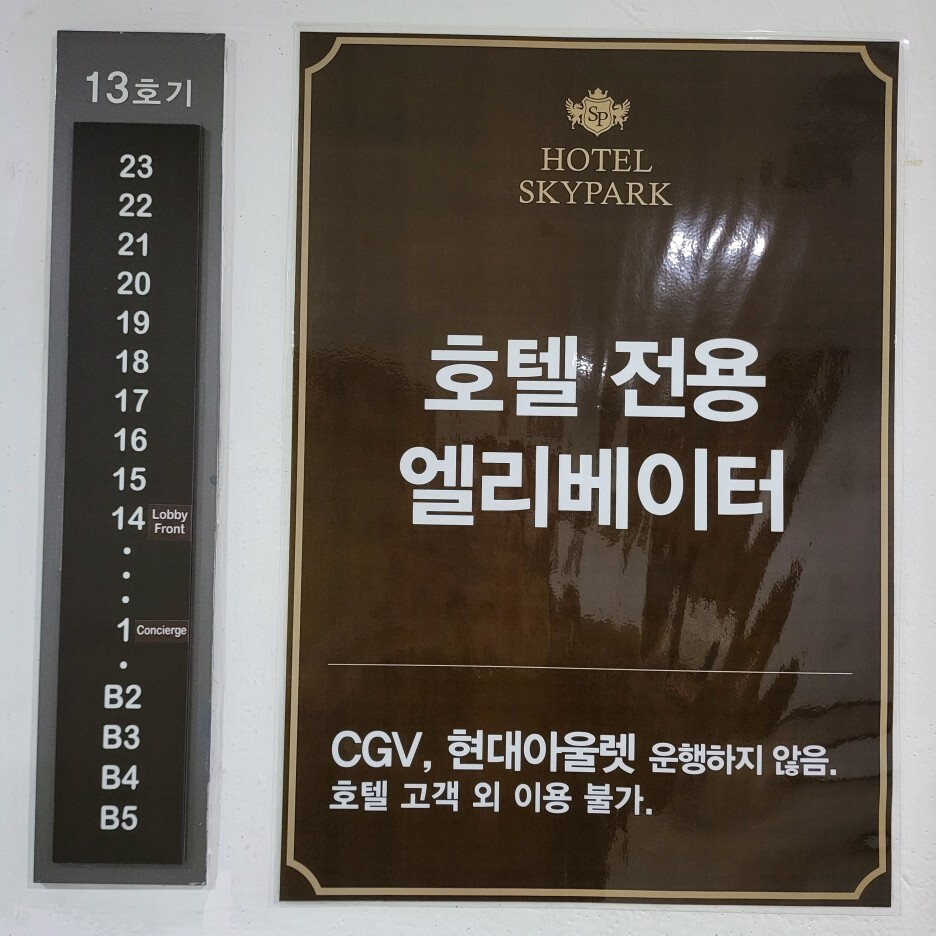 13호기
23
22
21
20
19
18
17
16
15
14 Lobby Front
1 Concierge
B2
B3
B4
B5
SP
HOTEL
SKYPARK
호텔 전용
엘리베이터
CGV, 현대아울렛 운행하지 않음.
호텔 고객 외 이용 불가.